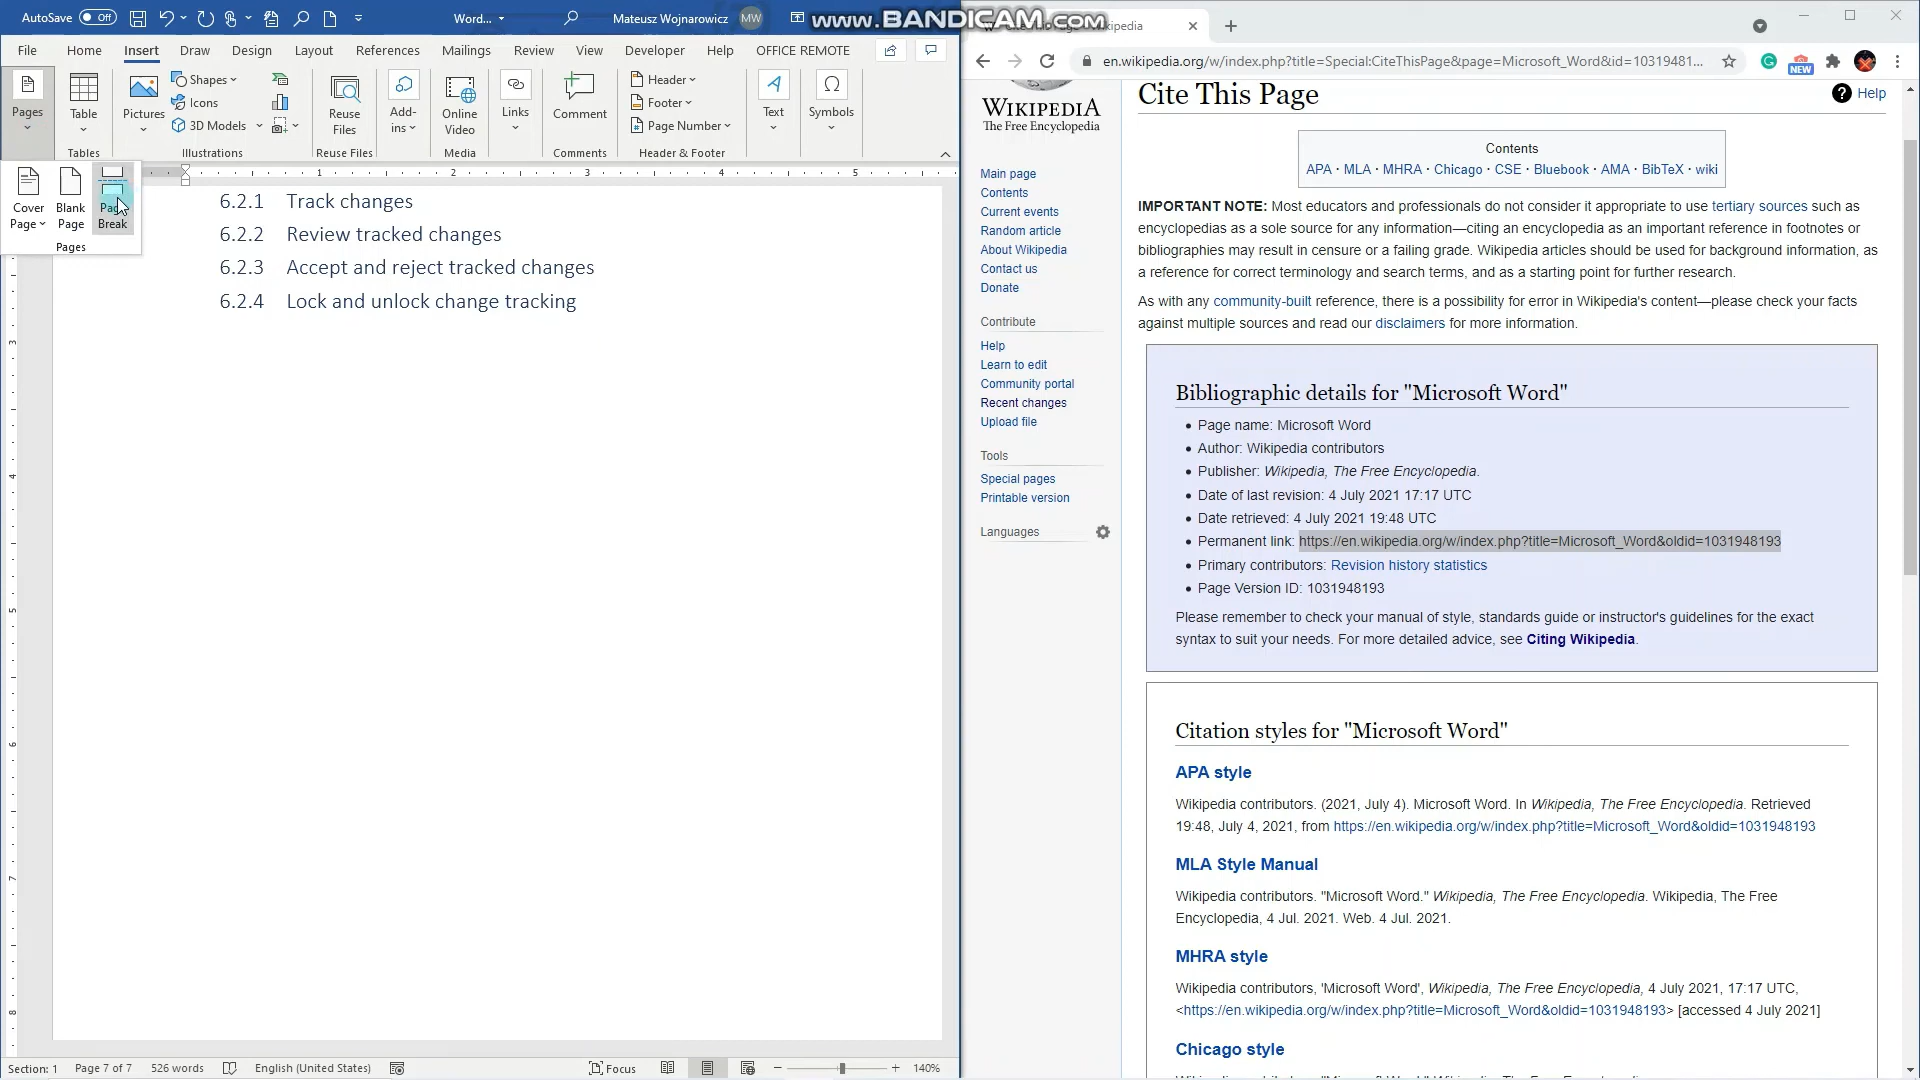 AutoSave Off Word... Mateusz Wojnarowicz MW
www.BANDICAM.com
Wikipedia
File Home Insert Draw Design Layout References Mailings Review View Developer Help OFFICE REMOTE
en.wikipedia.org/w/index.php?title=Special:CiteThisPage&page=Microsoft_Word&id=10319481...
NEW
Pages
Table
Pictures
Shapes
Icons
3D Models
Reuse Files
Add-ins
Online Video
Links
Comment
Header
Footer
Page Number
Text
Symbols
Tables Illustrations Reuse Files Media Comments Header & Footer
Cover Page
Blank Page
Page Break
Pages
1 2 3 4 5
6.2.1 Track changes
6.2.2 Review tracked changes
6.2.3 Accept and reject tracked changes
6.2.4 Lock and unlock change tracking
3
4
5
6
7
8
Section: 1 Page 7 of 7 526 words English (United States) Focus 140%
WIKIPEDIA
The Free Encyclopedia
Main page
Contents
Current events
Random article
About Wikipedia
Contact us
Donate
Contribute
Help
Learn to edit
Community portal
Recent changes
Upload file
Tools
Special pages
Printable version
Languages
Cite This Page
Help
Contents
APA · MLA · MHRA · Chicago · CSE · Bluebook · AMA · BibTeX · wiki
IMPORTANT NOTE: Most educators and professionals do not consider it appropriate to use tertiary sources such as
encyclopedias as a sole source for any information—citing an encyclopedia as an important reference in footnotes or
bibliographies may result in censure or a failing grade. Wikipedia articles should be used for background information, as
a reference for correct terminology and search terms, and as a starting point for further research.
As with any community-built reference, there is a possibility for error in Wikipedia's content—please check your facts
against multiple sources and read our disclaimers for more information.
Bibliographic details for "Microsoft Word"
Page name: Microsoft Word
Author: Wikipedia contributors
Publisher: Wikipedia, The Free Encyclopedia.
Date of last revision: 4 July 2021 17:17 UTC
Date retrieved: 4 July 2021 19:48 UTC
Permanent link: https://en.wikipedia.org/w/index.php?title=Microsoft_Word&oldid=1031948193
Primary contributors: Revision history statistics
Page Version ID: 1031948193
Please remember to check your manual of style, standards guide or instructor's guidelines for the exact
syntax to suit your needs. For more detailed advice, see Citing Wikipedia.
Citation styles for "Microsoft Word"
APA style
Wikipedia contributors. (2021, July 4). Microsoft Word. In Wikipedia, The Free Encyclopedia. Retrieved
19:48, July 4, 2021, from https://en.wikipedia.org/w/index.php?title=Microsoft_Word&oldid=1031948193
MLA Style Manual
Wikipedia contributors. "Microsoft Word." Wikipedia, The Free Encyclopedia. Wikipedia, The Free
Encyclopedia, 4 Jul. 2021. Web. 4 Jul. 2021.
MHRA style
Wikipedia contributors, 'Microsoft Word', Wikipedia, The Free Encyclopedia, 4 July 2021, 17:17 UTC,
<https://en.wikipedia.org/w/index.php?title=Microsoft_Word&oldid=1031948193> [accessed 4 July 2021]
Chicago style